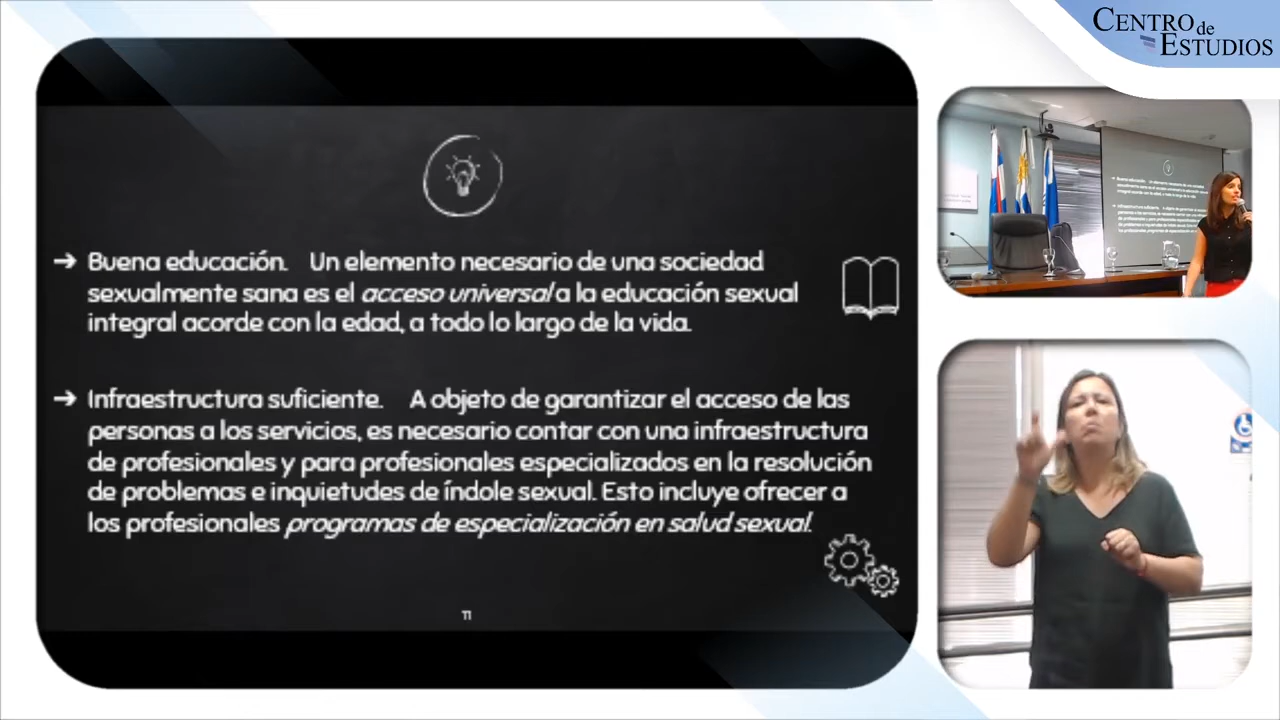 CENTRO de
ESTUDIOS
➔ Buena educación. Un elemento necesario de una sociedad
sexualmente sana es el acceso universal a la educación sexual
integral acorde con la edad, a todo lo largo de la vida.
➔ Infraestructura suficiente. A objeto de garantizar el acceso de las
personas a los servicios, es necesario contar con una infraestructura
de profesionales y para profesionales especializados en la resolución
de problemas e inquietudes de índole sexual. Esto incluye ofrecer a
los profesionales programas de especialización en salud sexual.
11